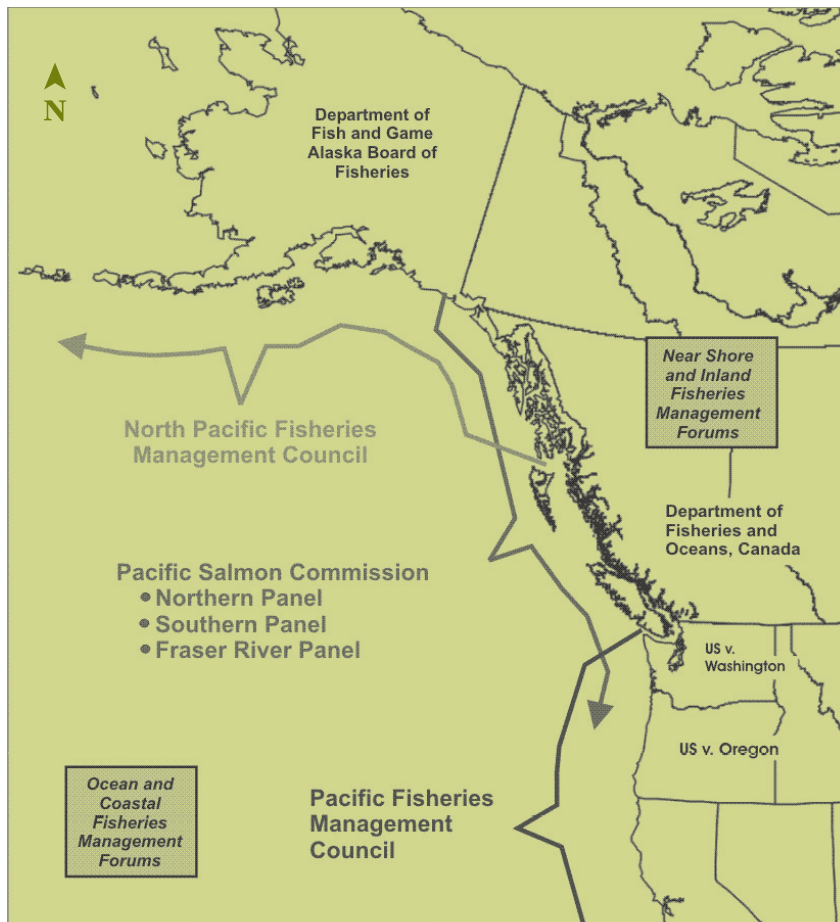 N
Department of
Fish and Game
Alaska Board of
Fisheries
Near Shore
and Inland
Fisheries
Management
Forums
North Pacific Fisheries
Management Council
Department of
Fisheries and
Oceans, Canada
Pacific Salmon Commission
• Northern Panel
• Southern Panel
• Fraser River Panel
US v.
Washington
US v. Oregon
Ocean and
Coastal
Fisheries
Management
Forums
Pacific Fisheries
Management
Council